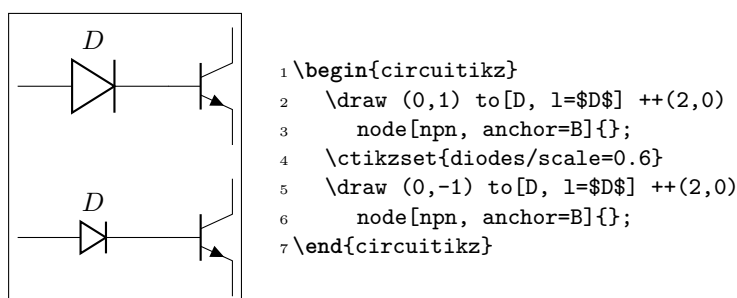 D
D
1 \begin{circuitikz}
2 \draw (0,1) to[D, l=$D$] ++(2,0)
3 node[npn, anchor=B]{};
4 \ctikzset{diodes/scale=0.6}
5 \draw (0,-1) to[D, l=$D$] ++(2,0)
6 node[npn, anchor=B]{};
7 \end{circuitikz}